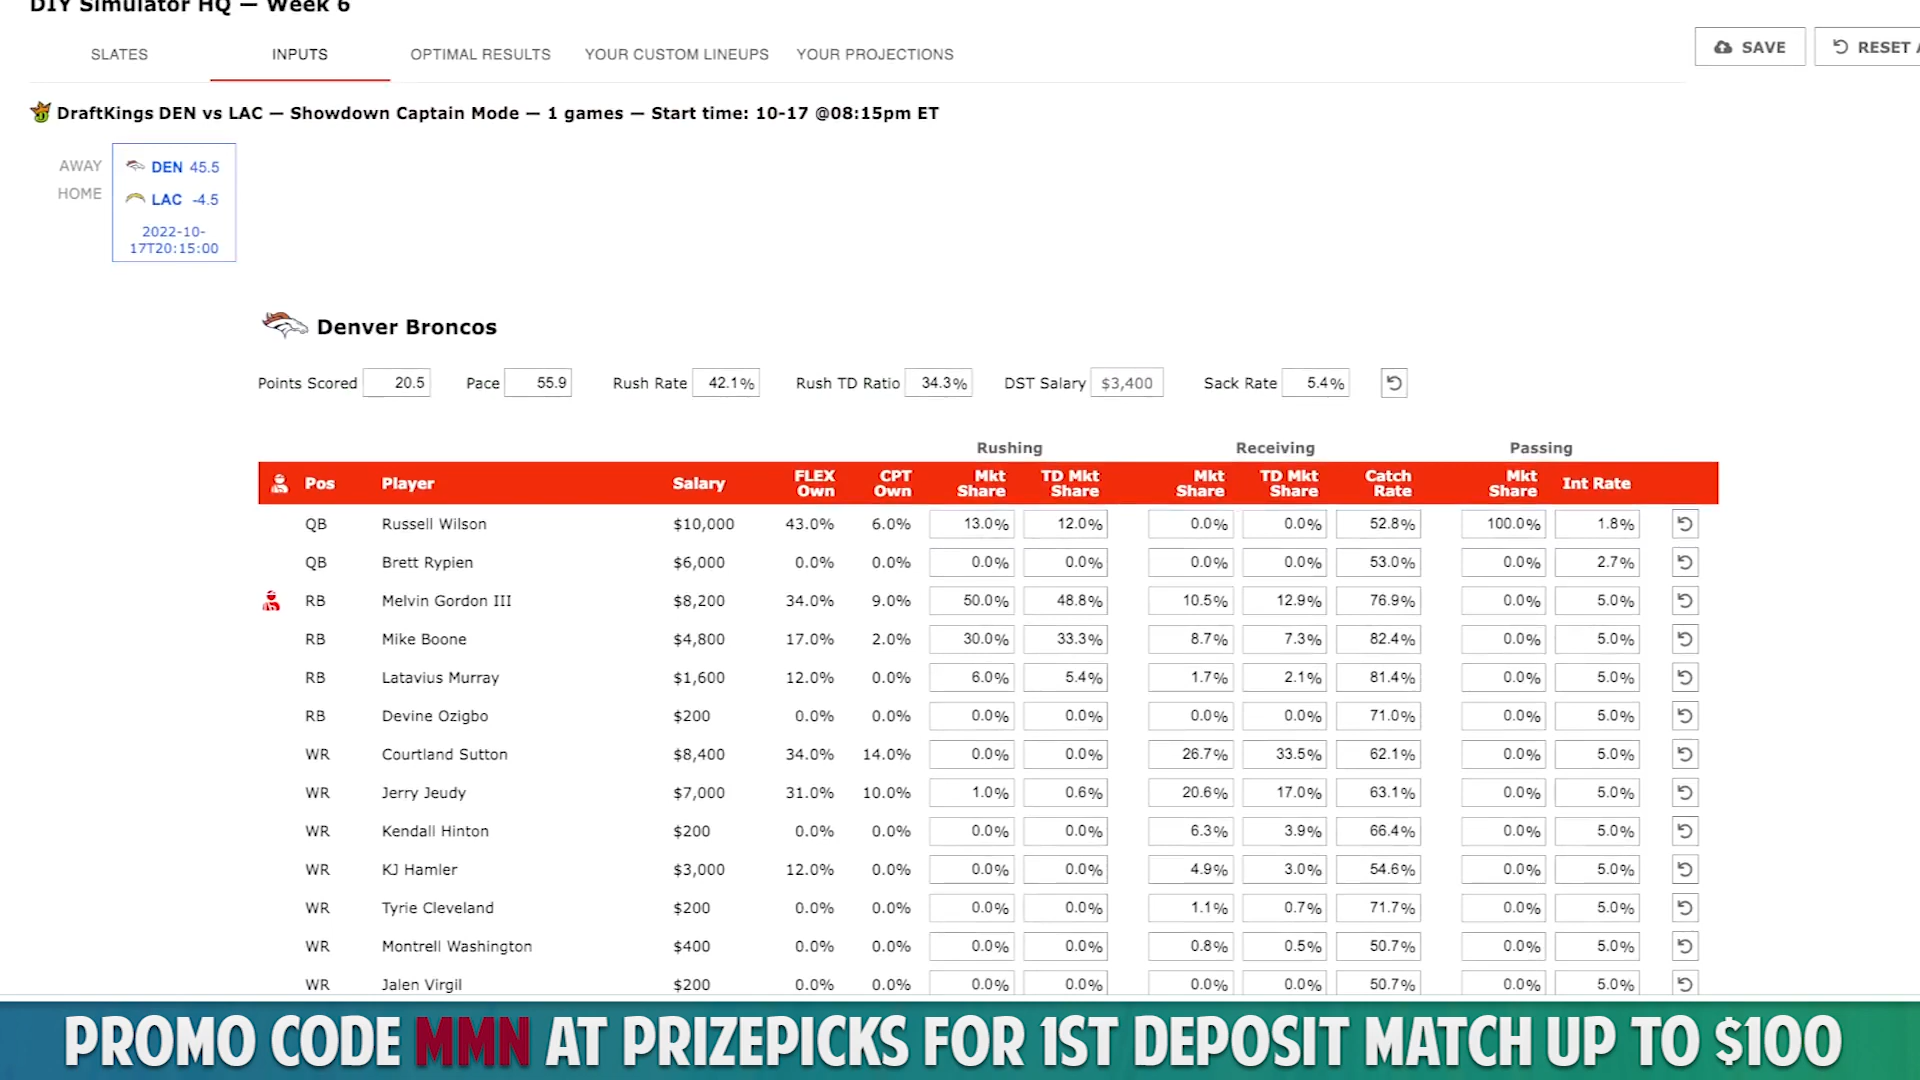 DIY Simulator HQ — Week 6
SLATES INPUTS OPTIMAL RESULTS YOUR CUSTOM LINEUPS YOUR PROJECTIONS SAVE RESET
DraftKings DEN vs LAC — Showdown Captain Mode — 1 games — Start time: 10-17 @08:15pm ET
AWAY DEN 45.5
HOME LAC -4.5
2022-10-
17T20:15:00
Denver Broncos
Points Scored 20.5 Pace 55.9 Rush Rate 42.1% Rush TD Ratio 34.3% DST Salary $3,400 Sack Rate 5.4%
Rushing Receiving Passing
Pos Player Salary FLEX Own CPT Own Mkt Share TD Mkt Share Mkt Share TD Mkt Share Catch Rate Mkt Share Int Rate
QB Russell Wilson $10,000 43.0% 6.0% 13.0% 12.0% 0.0% 0.0% 52.8% 100.0% 1.8%
QB Brett Rypien $6,000 0.0% 0.0% 0.0% 0.0% 0.0% 0.0% 53.0% 0.0% 2.7%
RB Melvin Gordon III $8,200 34.0% 9.0% 50.0% 48.8% 10.5% 12.9% 76.9% 0.0% 5.0%
RB Mike Boone $4,800 17.0% 2.0% 30.0% 33.3% 8.7% 7.3% 82.4% 0.0% 5.0%
RB Latavius Murray $1,600 12.0% 0.0% 6.0% 5.4% 1.7% 2.1% 81.4% 0.0% 5.0%
RB Devine Ozigbo $200 0.0% 0.0% 0.0% 0.0% 0.0% 0.0% 71.0% 0.0% 5.0%
WR Courtland Sutton $8,400 34.0% 14.0% 0.0% 0.0% 26.7% 33.5% 62.1% 0.0% 5.0%
WR Jerry Jeudy $7,000 31.0% 10.0% 1.0% 0.6% 20.6% 17.0% 63.1% 0.0% 5.0%
WR Kendall Hinton $200 0.0% 0.0% 0.0% 0.0% 6.3% 3.9% 66.4% 0.0% 5.0%
WR KJ Hamler $3,000 12.0% 0.0% 0.0% 0.0% 4.9% 3.0% 54.6% 0.0% 5.0%
WR Tyrie Cleveland $200 0.0% 0.0% 0.0% 0.0% 1.1% 0.7% 71.7% 0.0% 5.0%
WR Montrell Washington $400 0.0% 0.0% 0.0% 0.0% 0.8% 0.5% 50.7% 0.0% 5.0%
WR Jalen Virgil $200 0.0% 0.0% 0.0% 0.0% 0.0% 0.0% 50.7% 0.0% 5.0%
PROMO CODE MMN AT PRIZEPICKS FOR 1ST DEPOSIT MATCH UP TO $100